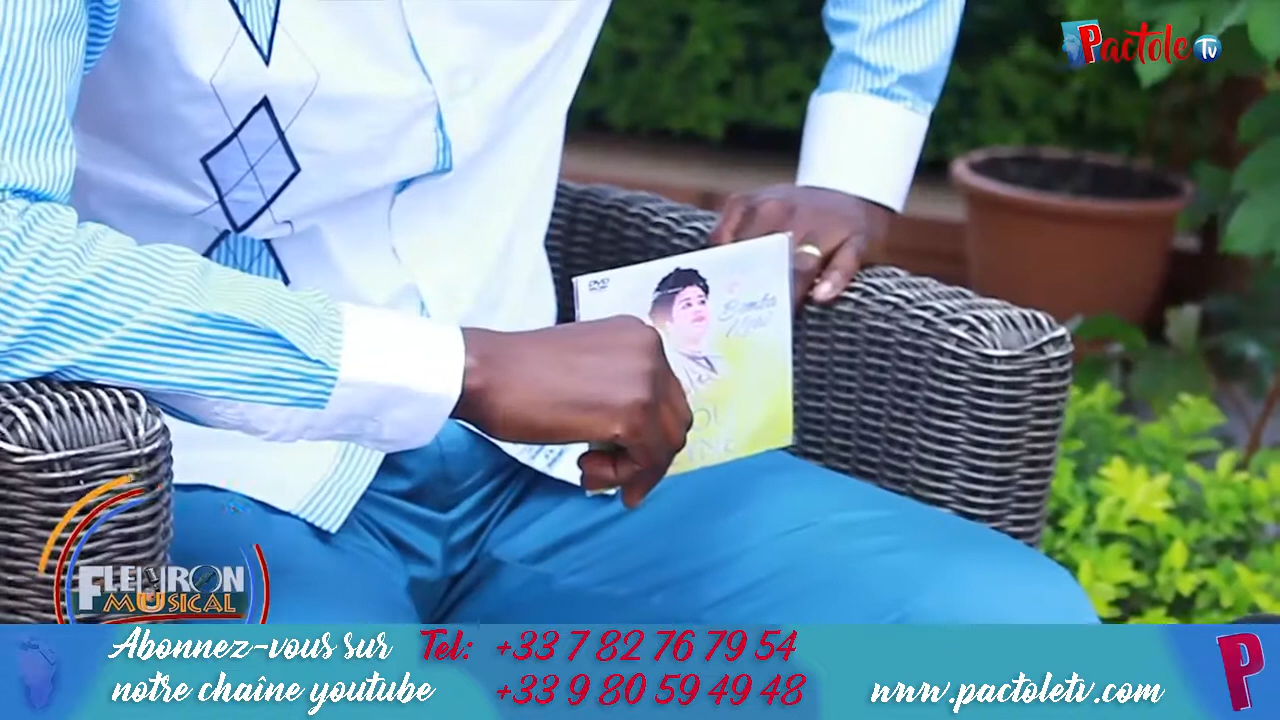 Pactole Tv
DVD
FLEURON
MUSICAL
Abonnez-vous sur
notre chaîne youtube
Tel: +33 7 82 76 79 54
+33 9 80 59 49 48
www.pactoletv.com
P